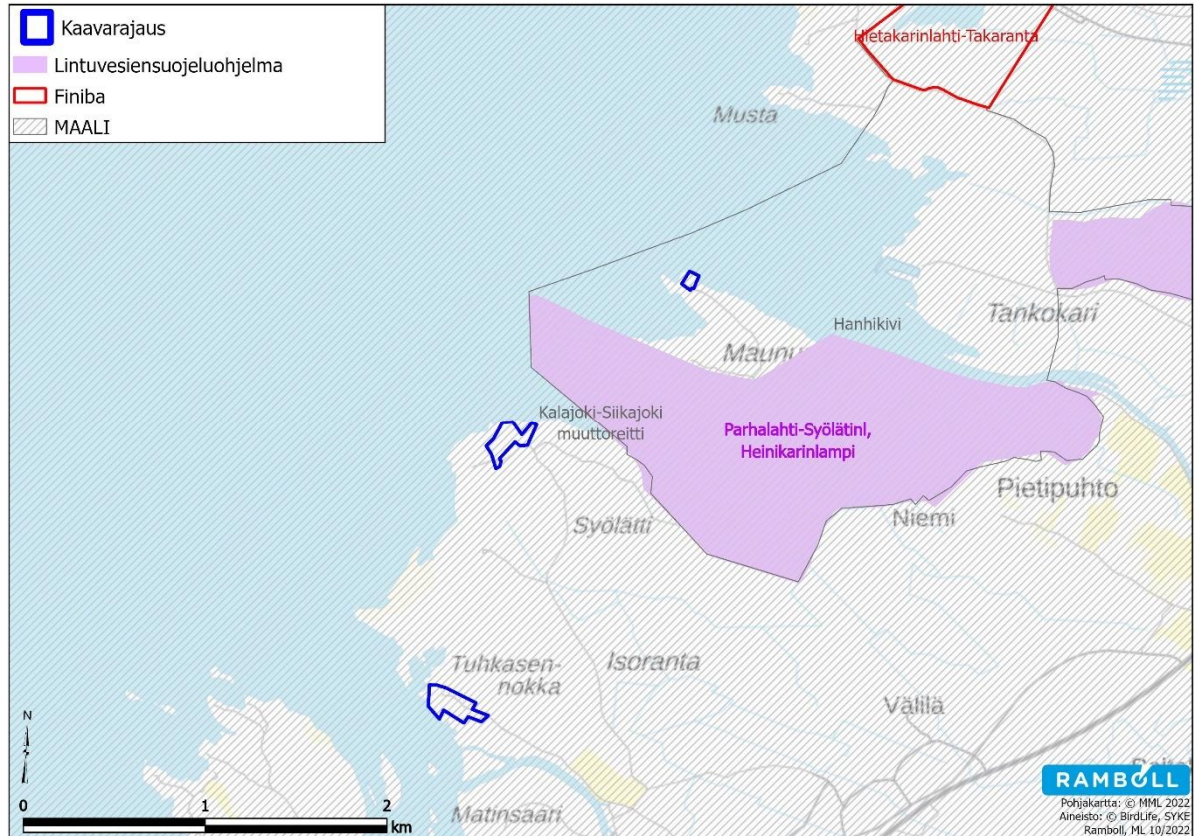 Kaavarajaus
Lintuvesiensuojeluohjelma
Finiba
MAALI
Hietakarinlahti-Takaranta
Musta
Tankokari
Hanhikivi
Maunu
Kalajoki-Siikajoki
muuttoreitti
Parhalahti-Syölätinl,
Heinikarinlampi
Pietipuhto
Niemi
Syölätti
Isoranta
Tuhkasen-
nokka
Välilä
Matinsaari
N
0 1 2
km
RAMBOLL
Pohjakartta: © MML 2022
Aineisto: © BirdLife, SYKE
Ramboll, ML 10/2025